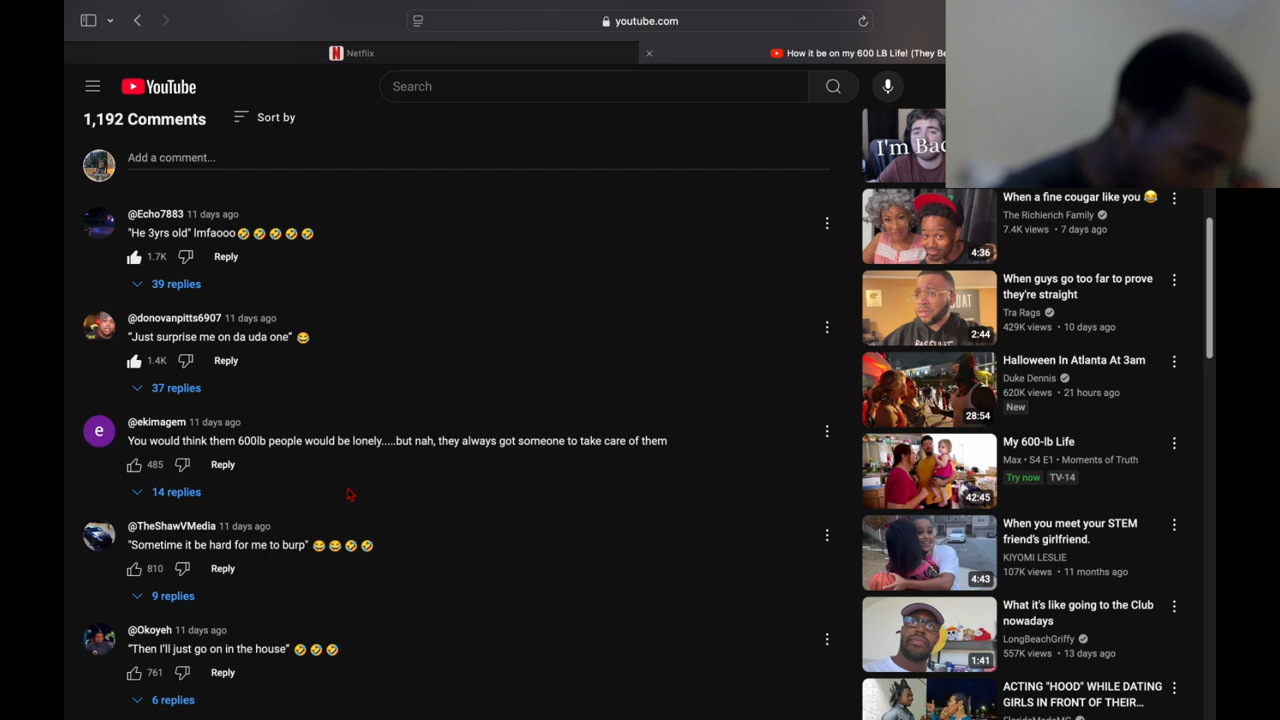 youtube.com
Netflix
How it be on my 600 LB Life! (They Be
YouTube
Search
1,192 Comments
Sort by
Add a comment...
@Echo7883 11 days ago
"He 3yrs old" lmfaooo🤣🤣🤣🤣🤣
1.7K
Reply
39 replies
@donovanpitts6907 11 days ago
“Just surprise me on da uda one” 😂
1.4K
Reply
37 replies
e
@ekimagem 11 days ago
You would think them 600lb people would be lonely.....but nah, they always got someone to take care of them
485
Reply
14 replies
@TheShawVMedia 11 days ago
"Sometime it be hard for me to burp" 😂😂🤣🤣
810
Reply
9 replies
@Okoyeh 11 days ago
“Then I’ll just go on in the house” 🤣🤣🤣
761
Reply
6 replies
I'm Bad
When a fine cougar like you 😂
The Richierich Family
7.4K views • 7 days ago
4:36
When guys go too far to prove
they're straight
Tra Rags
429K views • 10 days ago
2:44
Halloween In Atlanta At 3am
Duke Dennis
620K views • 21 hours ago
New
28:54
My 600-lb Life
Max • S4 E1 • Moments of Truth
Try now TV-14
42:45
When you meet your STEM
friend's girlfriend.
KIYOMI LESLIE
107K views • 11 months ago
4:43
What it's like going to the Club
nowadays
LongBeachGriffy
557K views • 13 days ago
1:41
ACTING "HOOD" WHILE DATING
GIRLS IN FRONT OF THEIR...